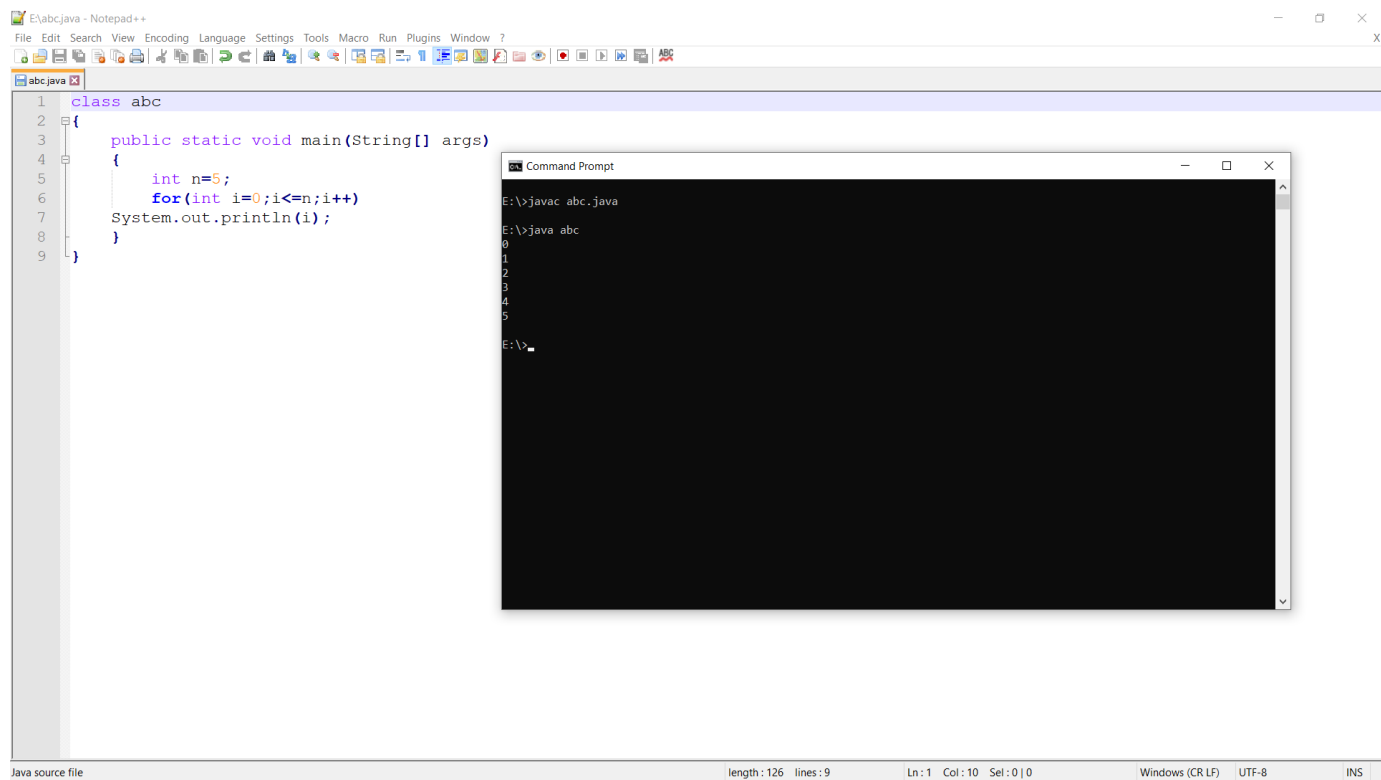 E:\abc.java - Notepad++
File Edit Search View Encoding Language Settings Tools Macro Run Plugins Window ? X
ABC
abc.java
1 class abc
2 {
3 public static void main(String[] args)
4 {
5 int n=5;
6 for(int i=0;i<=n;i++)
7 System.out.println(i);
8 }
9 }
Command Prompt
E:\>javac abc.java
E:\>java abc
0
1
2
3
4
5
E:\>
Java source file length : 126 lines : 9 Ln : 1 Col : 10 Sel : 0 | 0 Windows (CR LF) UTF-8 INS